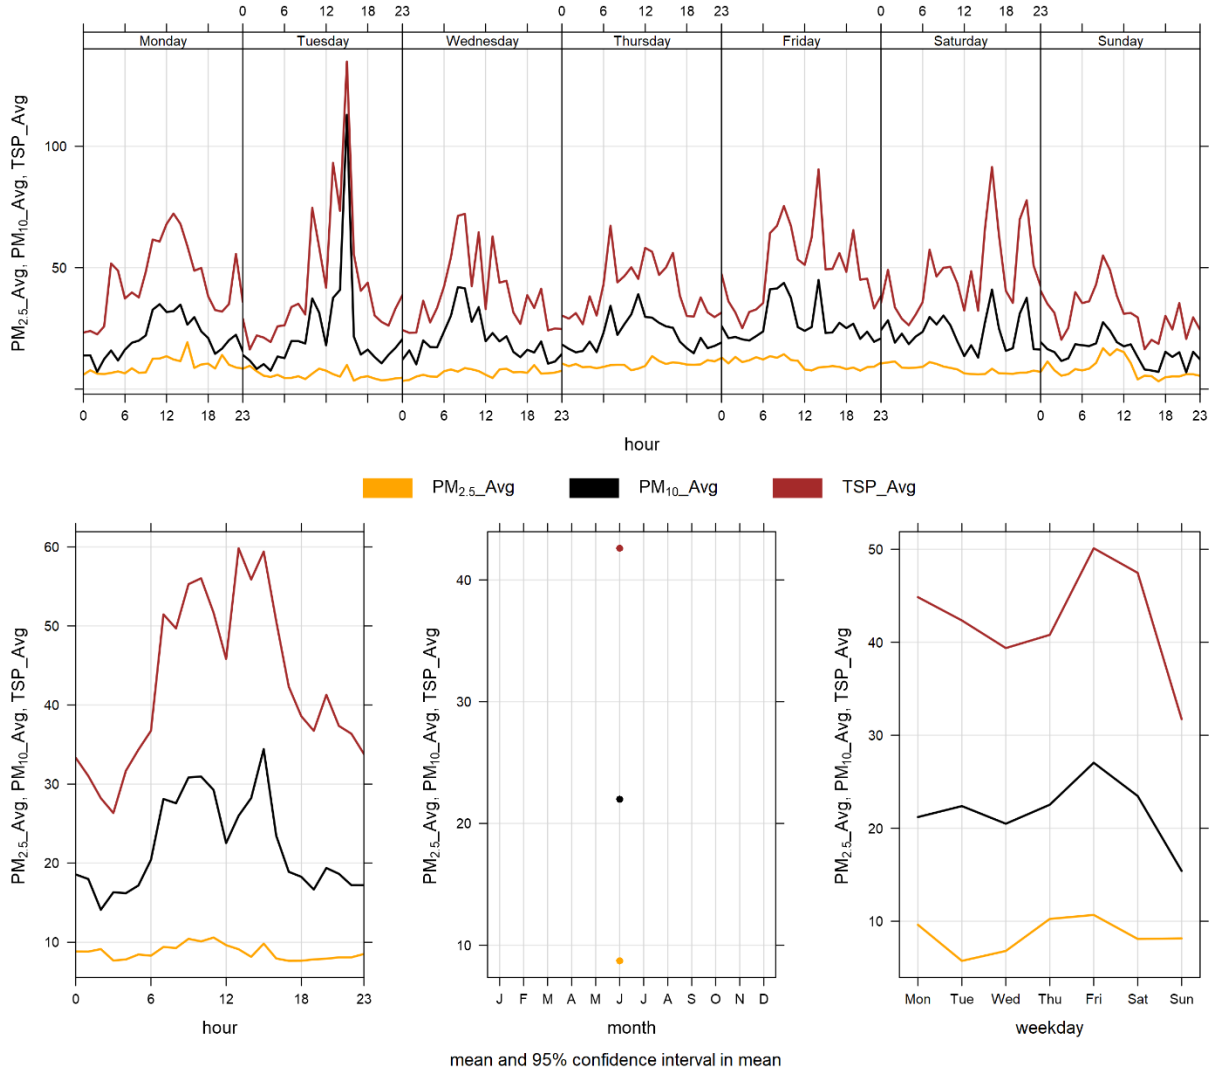 0 6 12 18 23 0 6 12 18 23 0 6 12 18 23
Monday Tuesday Wednesday Thursday Friday Saturday Sunday
PM2.5_Avg, PM10_Avg, TSP_Avg
100
50
0 6 12 18 23 0 6 12 18 23 0 6 12 18 23 0 6 12 18 23
hour
PM2.5_Avg PM10_Avg TSP_Avg
PM2.5_Avg, PM10_Avg, TSP_Avg
60
50
40
30
20
10
0 6 12 18 23
hour
PM2.5_Avg, PM10_Avg, TSP_Avg
40
30
20
10
J F M A M J J A S O N D
month
PM2.5_Avg, PM10_Avg, TSP_Avg
50
40
30
20
10
Mon Tue Wed Thu Fri Sat Sun
weekday
mean and 95% confidence interval in mean